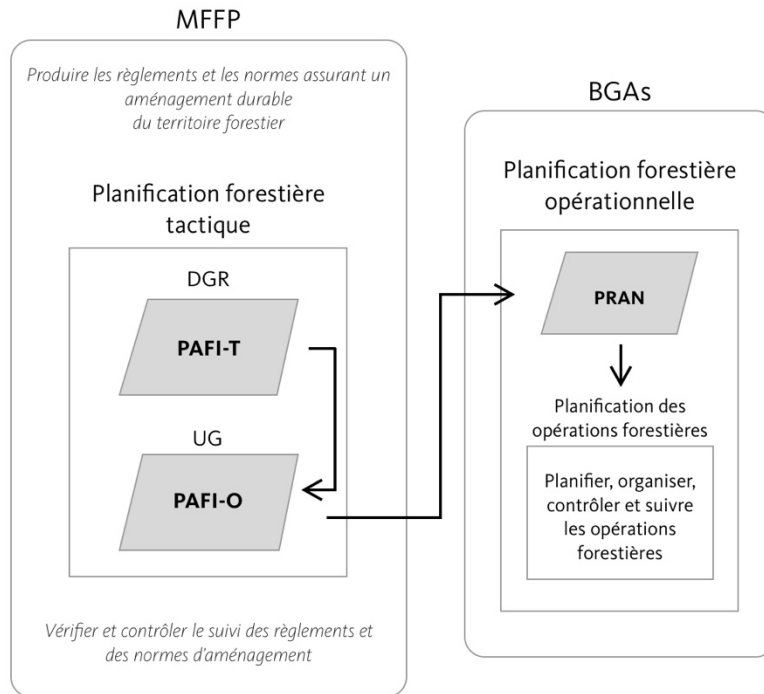 MFFP
Produire les règlements et les normes assurant un
aménagement durable
du territoire forestier
Planification forestière
tactique
DGR
PAFI-T
UG
PAFI-O
Vérifier et contrôler le suivi des règlements et
des normes d'aménagement
BGAs
Planification forestière
opérationnelle
PRAN
Planification des
opérations forestières
Planifier, organiser,
contrôler et suivre
les opérations
forestières